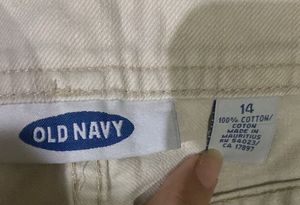 OLD NAVY
14
100% COTTON/
COTON
MADE IN
MAURITIUS
RN 54023/
CA 17897